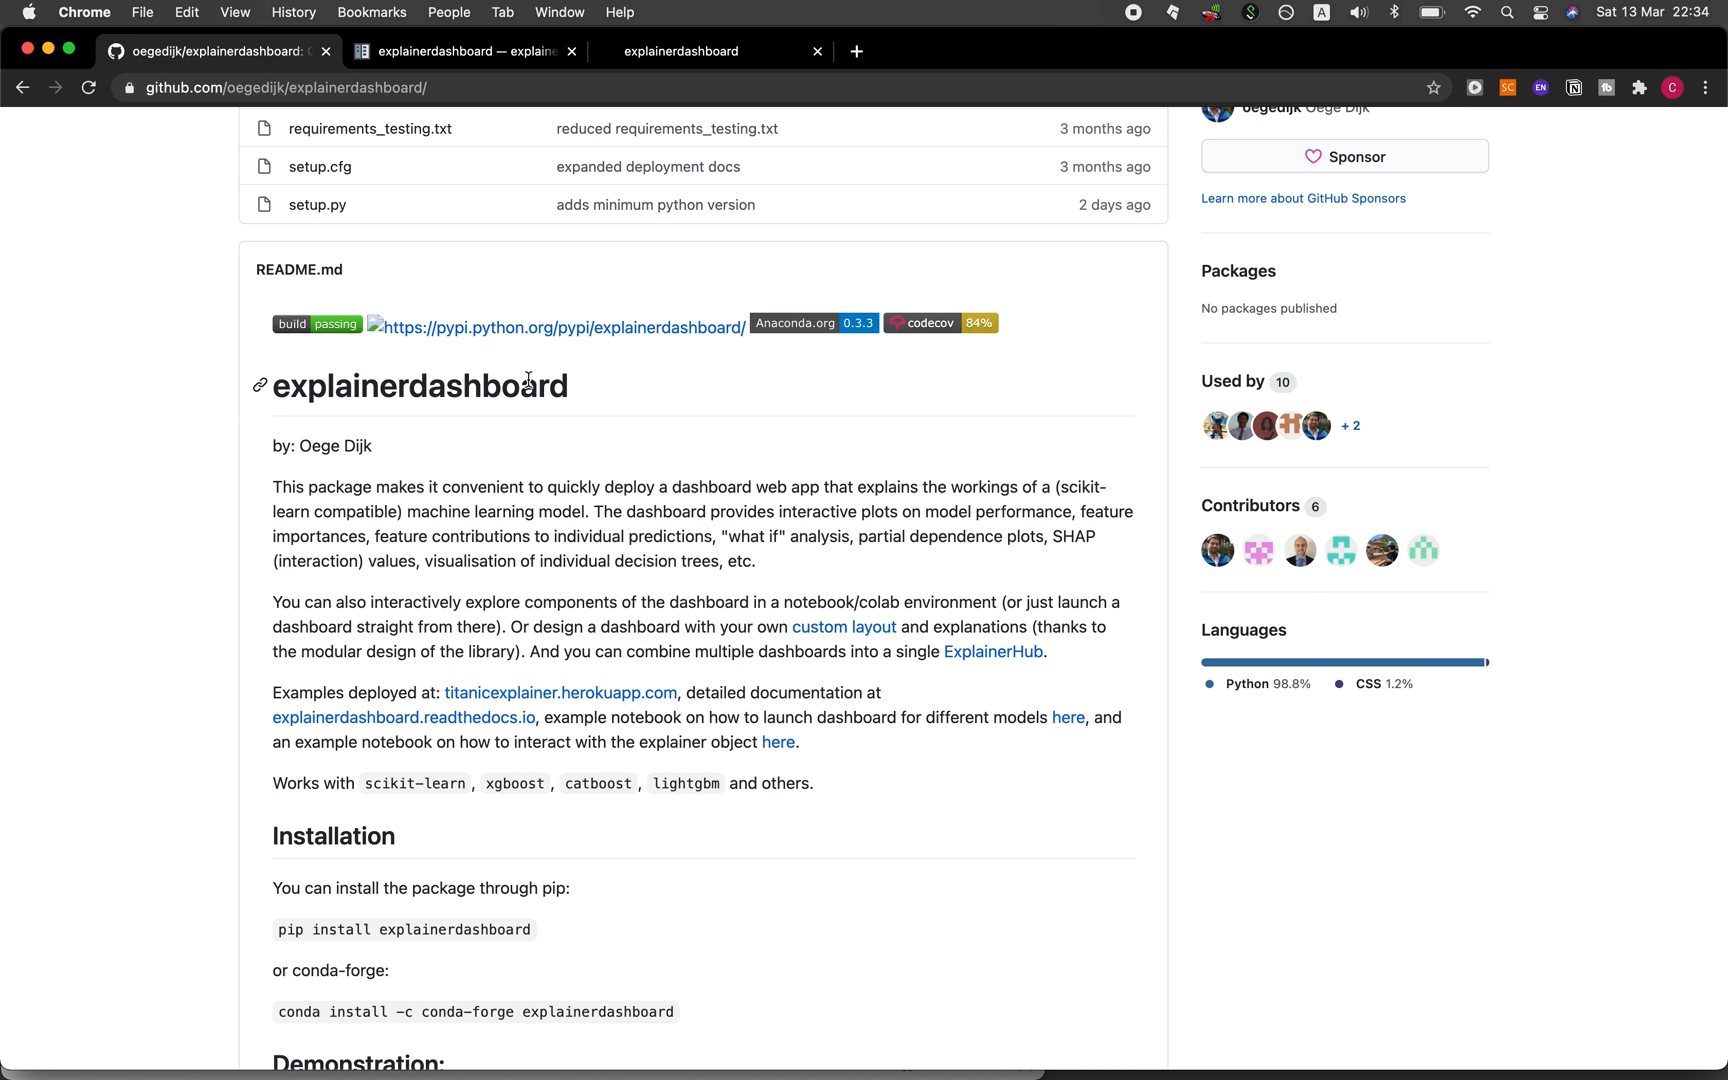 Chrome File Edit View History Bookmarks People Tab Window Help A Sat 13 Mar 22:34
oegedijk/explainerdashboard: explainerdashboard — explaine explainerdashboard
github.com/oegedijk/explainerdashboard/ SC EN tb C
requirements_testing.txt reduced requirements_testing.txt 3 months ago
setup.cfg expanded deployment docs 3 months ago
setup.py adds minimum python version 2 days ago
README.md
build passing https://pypi.python.org/pypi/explainerdashboard/ Anaconda.org 0.3.3 codecov 84%
explainerdashboard
by: Oege Dijk
This package makes it convenient to quickly deploy a dashboard web app that explains the workings of a (scikit-
learn compatible) machine learning model. The dashboard provides interactive plots on model performance, feature
importances, feature contributions to individual predictions, "what if" analysis, partial dependence plots, SHAP
(interaction) values, visualisation of individual decision trees, etc.
You can also interactively explore components of the dashboard in a notebook/colab environment (or just launch a
dashboard straight from there). Or design a dashboard with your own custom layout and explanations (thanks to
the modular design of the library). And you can combine multiple dashboards into a single ExplainerHub.
Examples deployed at: titanicexplainer.herokuapp.com, detailed documentation at
explainerdashboard.readthedocs.io, example notebook on how to launch dashboard for different models here, and
an example notebook on how to interact with the explainer object here.
Works with scikit-learn, xgboost, catboost, lightgbm and others.
Installation
You can install the package through pip:
pip install explainerdashboard
or conda-forge:
conda install -c conda-forge explainerdashboard
Demonstration:
oegedijk Oege Dijk
Sponsor
Learn more about GitHub Sponsors
Packages
No packages published
Used by 10
+ 2
Contributors 6
Languages
Python 98.8% CSS 1.2%